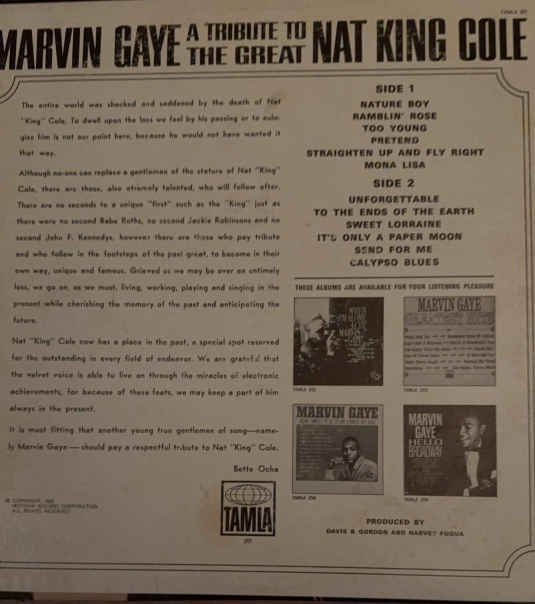 MARVIN GAYE A TRIBUTE TO THE GREAT NAT KING COLE
The entire world was shocked and saddened by the death of Nat
"King" Cole. To dwell upon the loss we feel by his passing or to eulo-
gize him is not our point here, because he would not have wanted it
that way.
Although no-one can replace a gentleman of the stature of Nat "King"
Cole, there are those, also etremely talented, who will follow after.
There are no seconds to a unique "first" such as the "King" just as
there were no second Babe Ruths, no second Jackie Robinsons and no
second John F. Kennedys, however there are those who pay tribute
and who follow in the footsteps of the past great, to become in their
own way, unique and famous. Grieved as we may be over an untimely
loss, we go on, as we must, living, working, playing and singing in the
present while cherishing the memory of the past and anticipating the
future.
Nat "King" Cole now has a place in the past, a special spot reserved
for the outstanding in every field of endeavor. We are grateful that
the velvet voice is able to live on through the miracles of electronic
achievements, for because of these feats, we may keep a part of him
always in the present.
It is most fitting that another young true gentleman of song—name-
ly Marvin Gaye — should pay a respectful tribute to Nat "King" Cole.
Bette Ocha
SIDE 1
NATURE BOY
RAMBLIN' ROSE
TOO YOUNG
PRETEND
STRAIGHTEN UP AND FLY RIGHT
MONA LISA
SIDE 2
UNFORGETTABLE
TO THE ENDS OF THE EARTH
SWEET LORRAINE
IT'S ONLY A PAPER MOON
SEND FOR ME
CALYPSO BLUES
THESE ALBUMS ARE AVAILABLE FOR YOUR LISTENING PLEASURE
MARVIN GAYE
MARVIN GAYE
MARVIN
GAYE
HELLO
BROADWAY
TAMLA
PRODUCED BY
DAVIS & GORDON AND HARVEY FUQUA
MOTOWN RECORD CORPORATION
ALL RIGHTS RESERVED